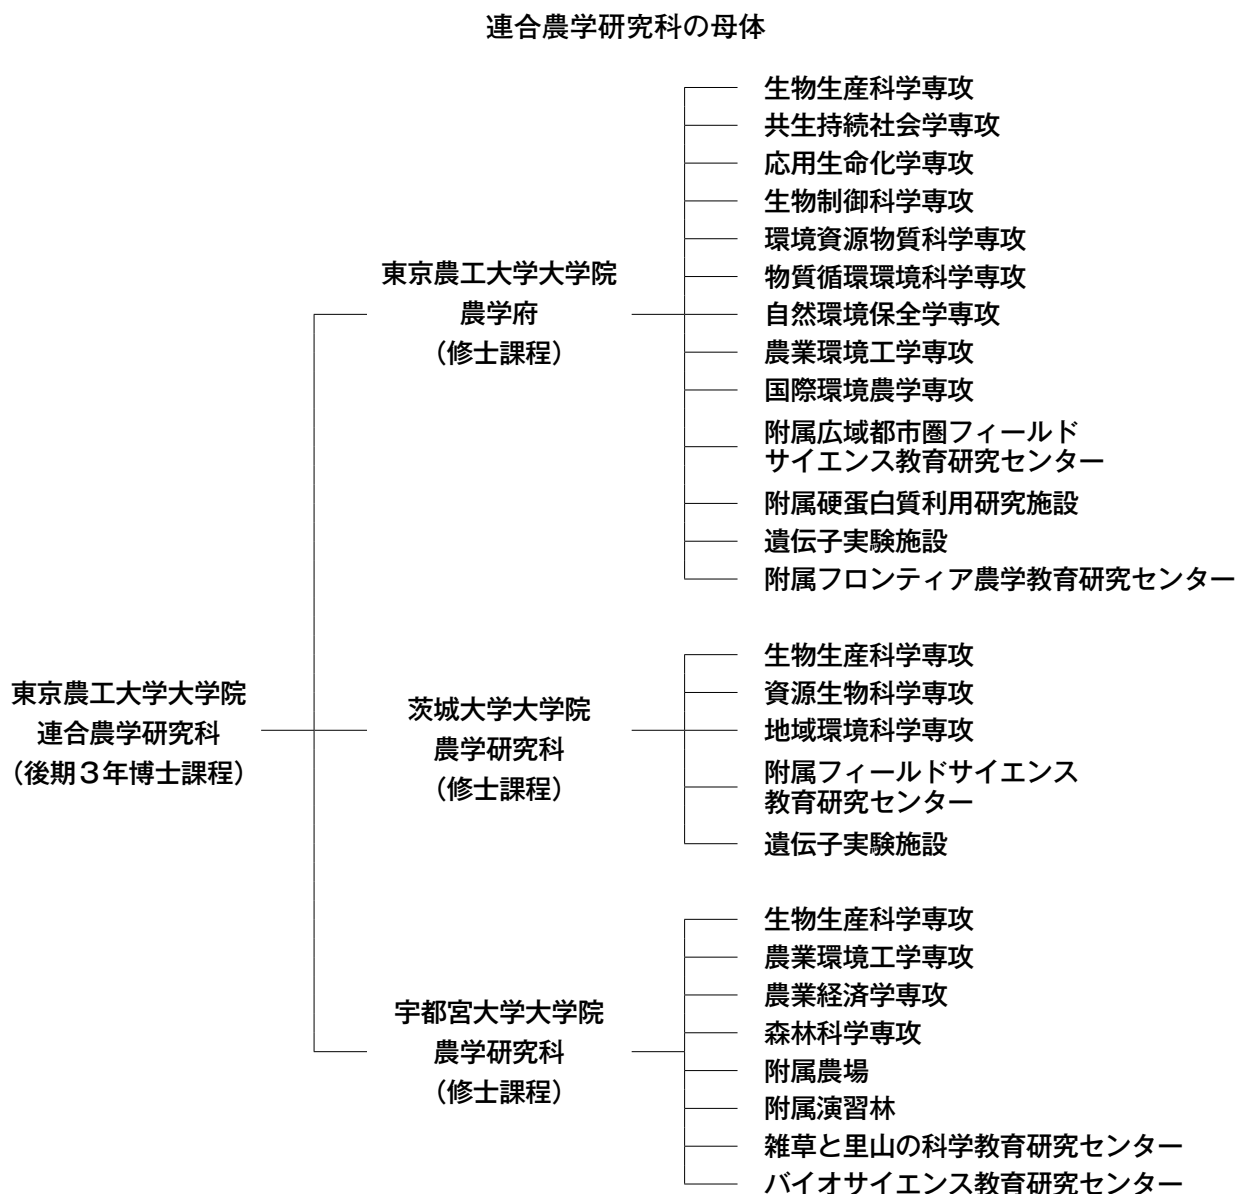 連合農学研究科の母体
東京農工大学大学院
連合農学研究科
（後期３年博士課程）
東京農工大学大学院
農学府
（修士課程）
生物生産科学専攻
共生持続社会学専攻
応用生命化学専攻
生物制御科学専攻
環境資源物質科学専攻
物質循環環境科学専攻
自然環境保全学専攻
農業環境工学専攻
国際環境農学専攻
附属広域都市圏フィールド
サイエンス教育研究センター
附属硬蛋白質利用研究施設
遺伝子実験施設
附属フロンティア農学教育研究センター
茨城大学大学院
農学研究科
（修士課程）
生物生産科学専攻
資源生物科学専攻
地域環境科学専攻
附属フィールドサイエンス
教育研究センター
遺伝子実験施設
宇都宮大学大学院
農学研究科
（修士課程）
生物生産科学専攻
農業環境工学専攻
農業経済学専攻
森林科学専攻
附属農場
附属演習林
雑草と里山の科学教育研究センター
バイオサイエンス教育研究センター